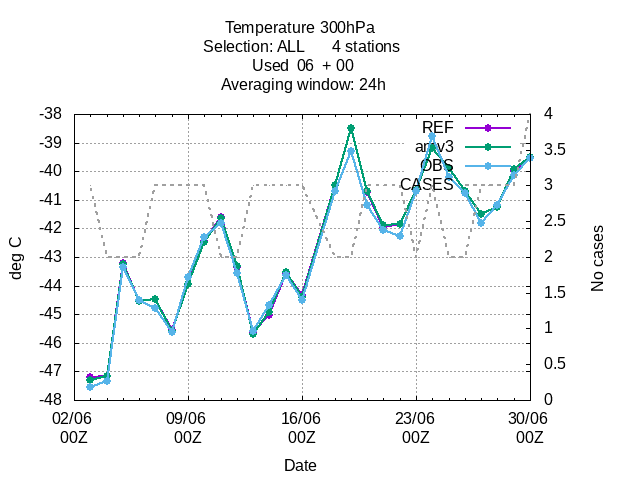 Temperature 300hPa
Selection: ALL 4 stations
Used 06 + 00
Averaging window: 24h
-38
-39
-40
-41
-42
-43
-44
-45
-46
-47
-48
deg C
4
3.5
3
2.5
2
1.5
1
0.5
0
No cases
REF
OBS
CASES
02/06 09/06 16/06 23/06 30/06
00Z 00Z 00Z 00Z 00Z
Date